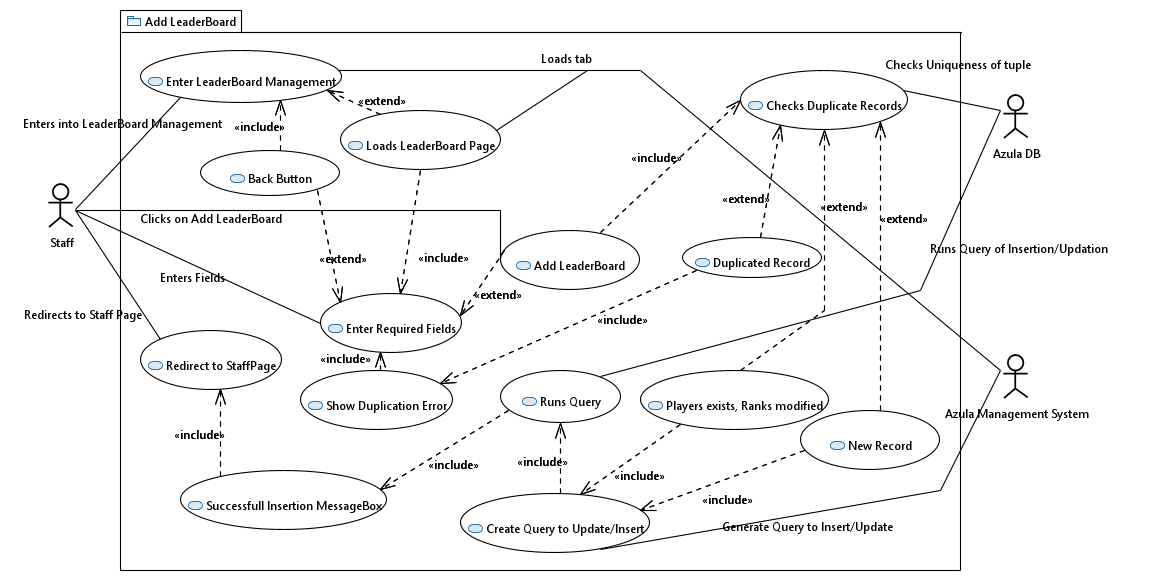 Add LeaderBoard
Loads tab
Checks Uniqueness of tuple
Enter LeaderBoard Management
«extend»
Checks Duplicate Records
Enters into LeaderBoard Management
«include»
Loads LeaderBoard Page
Azula DB
«include»
Back Button
«extend»
«extend»
«extend»
Clicks on Add LeaderBoard
Staff
Runs Query of Insertion/Updation
«extend»
«include»
Add LeaderBoard
Duplicated Record
Enters Fields
«extend»
Redirects to Staff Page
«include»
Enter Required Fields
«include»
Redirect to StaffPage
Show Duplication Error
Runs Query
Players exists, Ranks modified
Azula Management System
«include»
New Record
«include»
«include»
«include»
«include»
Successfull Insertion MessageBox
Create Query to Update/Insert
Generate Query to Insert/Update